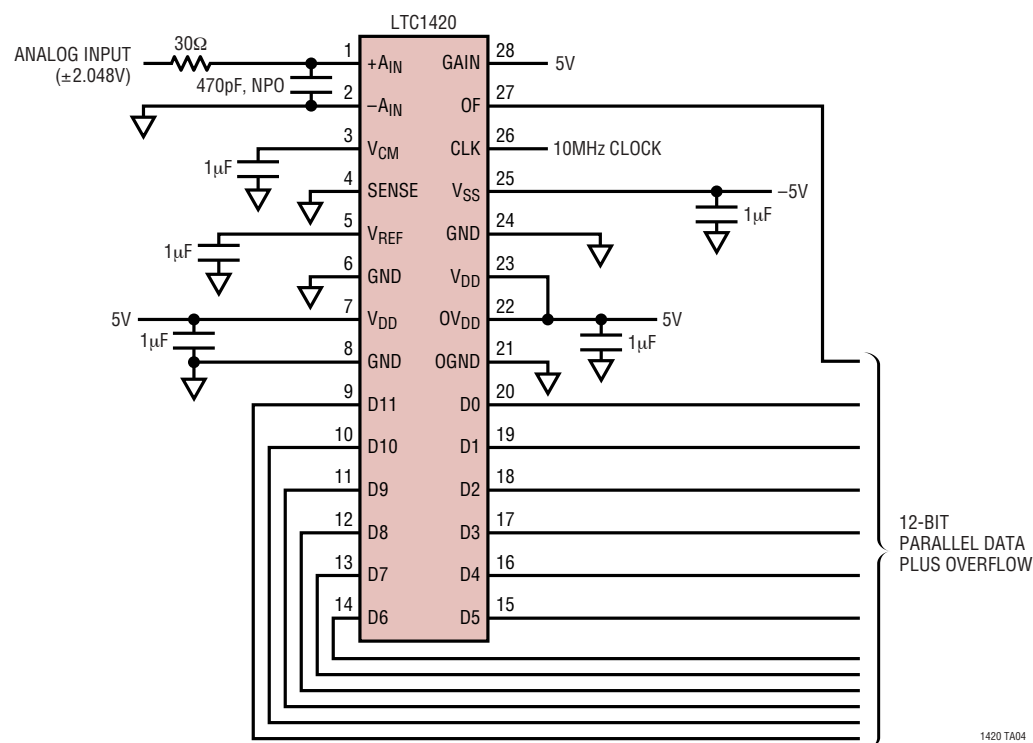 LTC1420
ANALOG INPUT
(±2.048V)
30Ω
470pF, NPO
1 +AIN
2 –AIN
3 VCM
1µF
4 SENSE
5 VREF
1µF
6 GND
5V
7 VDD
1µF
8 GND
9 D11
10 D10
11 D9
12 D8
13 D7
14 D6
GAIN 28
5V
OF 27
CLK 26
10MHz CLOCK
VSS 25
–5V
1µF
GND 24
VDD 23
OVDD 22
5V
1µF
OGND 21
D0 20
D1 19
D2 18
D3 17
D4 16
D5 15
12-BIT
PARALLEL DATA
PLUS OVERFLOW
1420 TA04